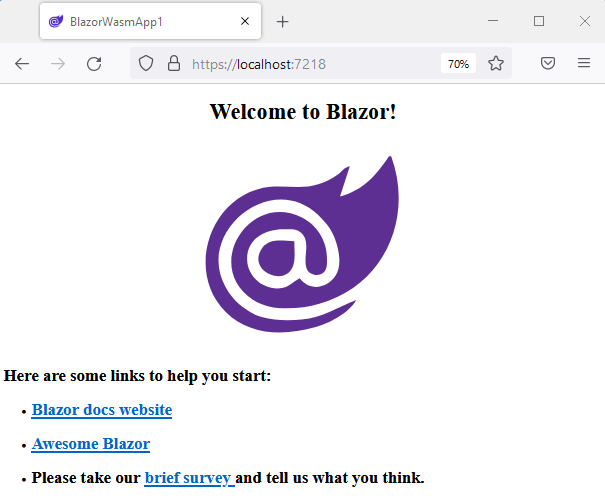 BlazorWasmApp1
https://localhost:7218
70%
Welcome to Blazor!
Here are some links to help you start:
Blazor docs website
Awesome Blazor
Please take our brief survey and tell us what you think.